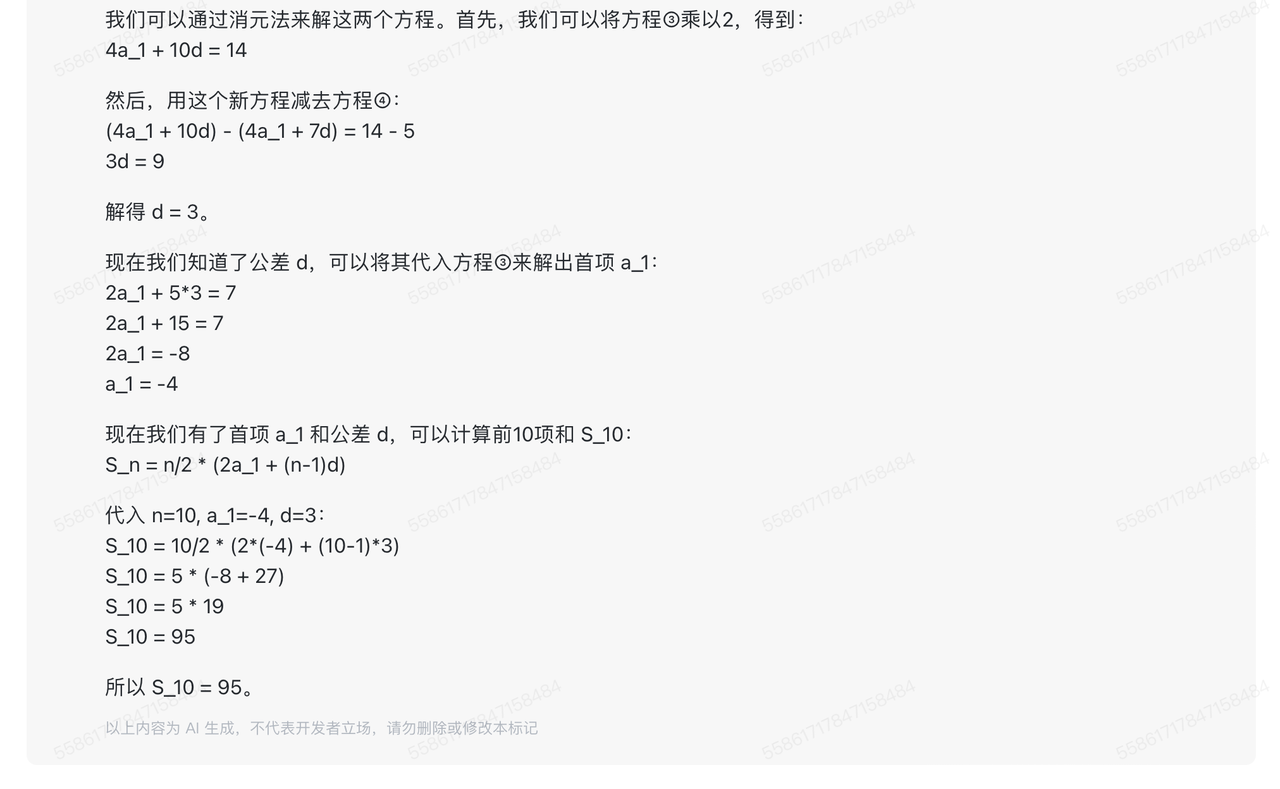 我们可以通过消元法来解这两个方程。首先，我们可以将方程③乘以2，得到：
4a_1 + 10d = 14
然后，用这个新方程减去方程④：
(4a_1 + 10d) - (4a_1 + 7d) = 14 - 5
3d = 9
解得 d = 3。
现在我们知道了公差 d，可以将其代入方程③来解出首项 a_1：
2a_1 + 5*3 = 7
2a_1 + 15 = 7
2a_1 = -8
a_1 = -4
现在我们有了首项 a_1 和公差 d，可以计算前10项和 S_10：
S_n = n/2 * (2a_1 + (n-1)d)
代入 n=10, a_1=-4, d=3：
S_10 = 10/2 * (2*(-4) + (10-1)*3)
S_10 = 5 * (-8 + 27)
S_10 = 5 * 19
S_10 = 95
所以 S_10 = 95。
以上内容为 AI 生成，不代表开发者立场，请勿删除或修改本标记
5586171784715​8484